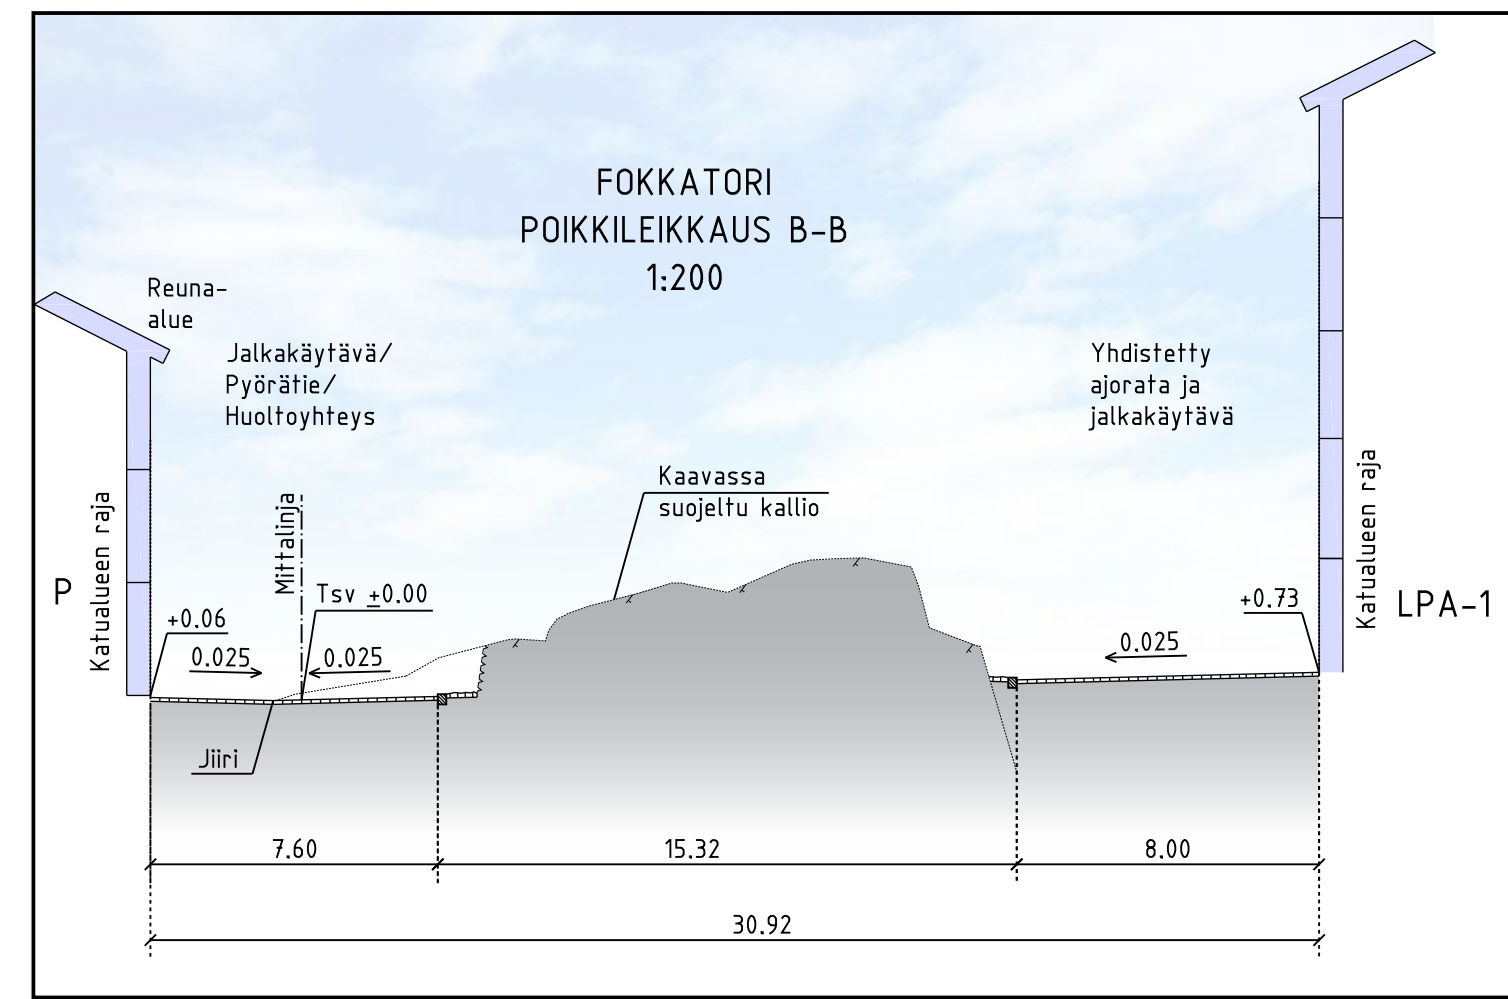 FOKKATORI
POIKKILEIKKAUS B-B
1:200
Reuna-
alue
Jalkakäytävä/
Pyörätie/
Huoltoyhteys
Yhdistetty
ajorata ja
jalkakäytävä
Kaavassa
suojeltu kallio
Katualueen raja
Mittalinja
Katualueen raja
P
Tsv ±0.00
+0.06
+0.73
LPA-1
0.025
0.025
0.025
Jiiri
7.60
15.32
8.00
30.92